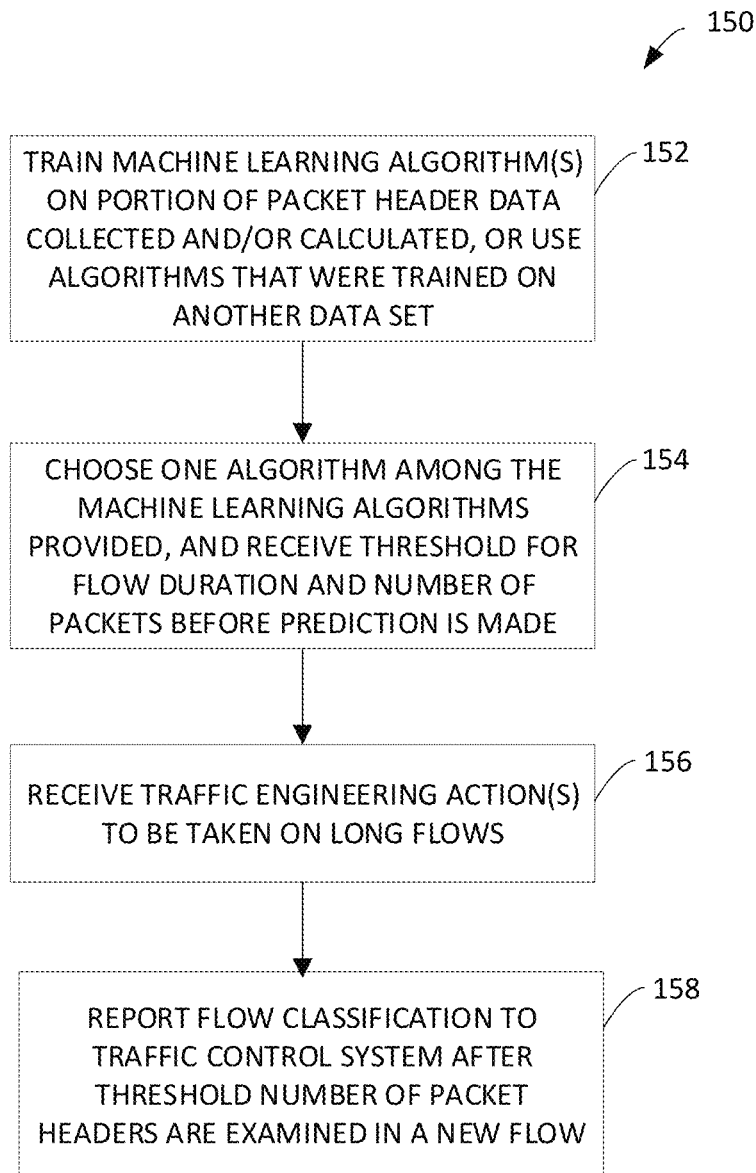 150
152
TRAIN MACHINE LEARNING ALGORITHM(S)
ON PORTION OF PACKET HEADER DATA
COLLECTED AND/OR CALCULATED, OR USE
ALGORITHMS THAT WERE TRAINED ON
ANOTHER DATA SET
154
CHOOSE ONE ALGORITHM AMONG THE
MACHINE LEARNING ALGORITHMS
PROVIDED, AND RECEIVE THRESHOLD FOR
FLOW DURATION AND NUMBER OF
PACKETS BEFORE PREDICTION IS MADE
156
RECEIVE TRAFFIC ENGINEERING ACTION(S)
TO BE TAKEN ON LONG FLOWS
158
REPORT FLOW CLASSIFICATION TO
TRAFFIC CONTROL SYSTEM AFTER
THRESHOLD NUMBER OF PACKET
HEADERS ARE EXAMINED IN A NEW FLOW